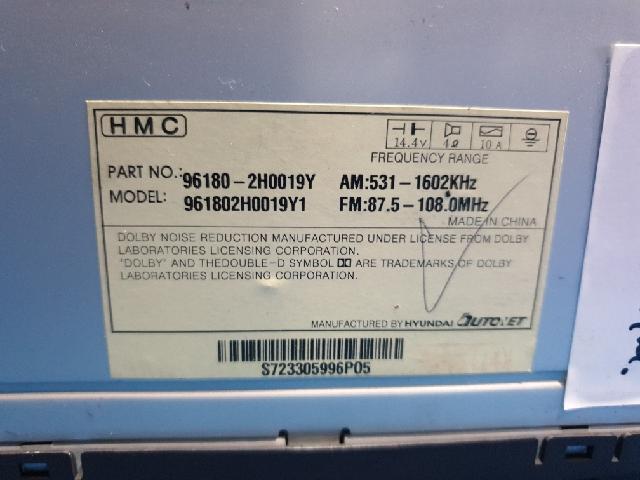 HMC
14.4V 4Ω 10A
FREQUENCY RANGE
PART NO.: 96180-2H0019Y AM:531-1602KHz
MODEL: 961802H0019Y1 FM:87.5-108.0MHz
MADE IN CHINA
DOLBY NOISE REDUCTION MANUFACTURED UNDER LICENSE FROM DOLBY
LABORATORIES LICENSING CORPORATION.
"DOLBY" AND THEDOUBLE-D SYMBOL ARE TRADEMARKS OF DOLBY
LABORATORIES LICENSING CORPORATION.
MANUFACTURED BY HYUNDAI AUTONET
S723305996P05